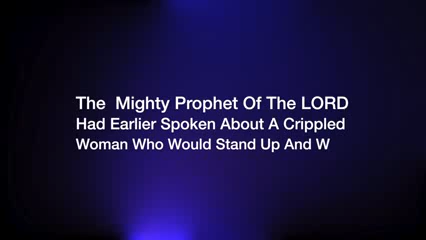 The  Mighty Prophet Of The LORD
Had Earlier Spoken About A Crippled
Woman Who Would Stand Up And W